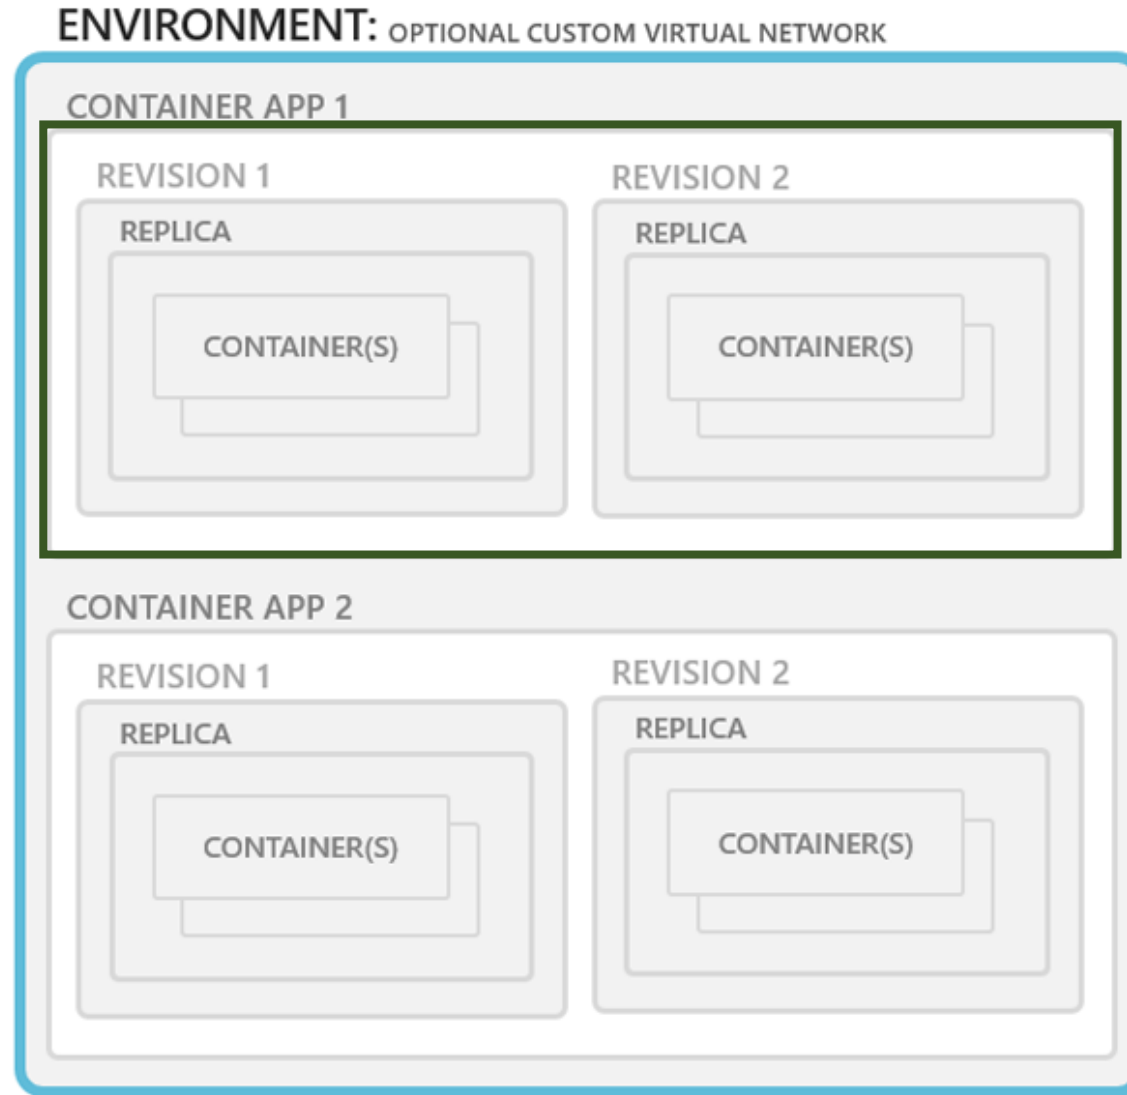 ENVIRONMENT: OPTIONAL CUSTOM VIRTUAL NETWORK
CONTAINER APP 1
REVISION 1
REPLICA
CONTAINER(S)
REVISION 2
REPLICA
CONTAINER(S)
CONTAINER APP 2
REVISION 1
REPLICA
CONTAINER(S)
REVISION 2
REPLICA
CONTAINER(S)